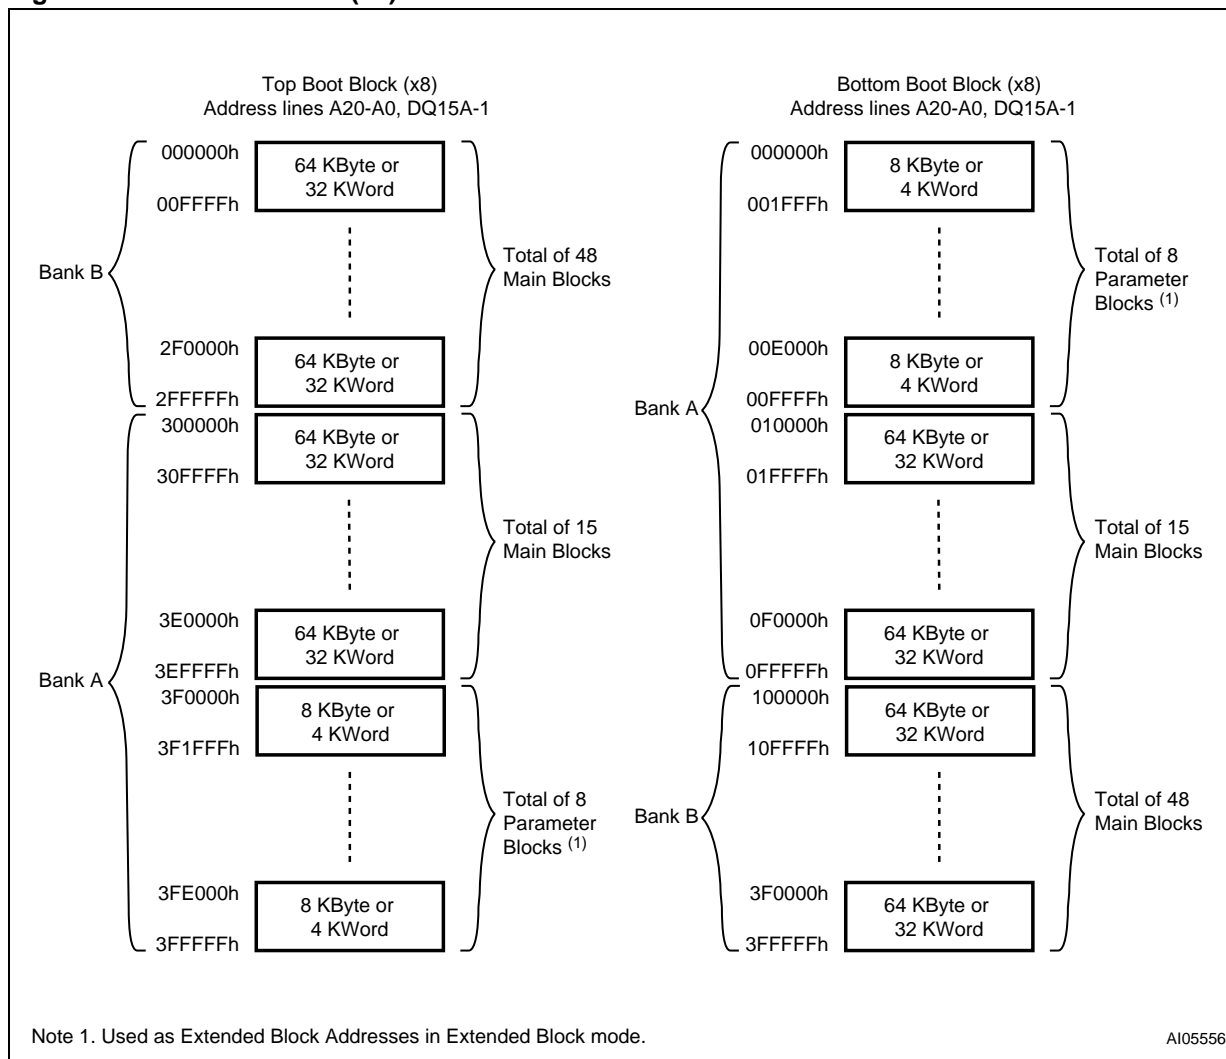 Top Boot Block (x8)
Address lines A20-A0, DQ15A-1
000000h
64 KByte or
32 KWord
00FFFFh
Bank B
Total of 48
Main Blocks
2F0000h
64 KByte or
32 KWord
2FFFFFh
300000h
64 KByte or
32 KWord
30FFFFh
Total of 15
Main Blocks
3E0000h
64 KByte or
32 KWord
3EFFFFh
Bank A
3F0000h
8 KByte or
4 KWord
3F1FFFh
Total of 8
Parameter
Blocks (1)
3FE000h
8 KByte or
4 KWord
3FFFFFh
Bottom Boot Block (x8)
Address lines A20-A0, DQ15A-1
000000h
8 KByte or
4 KWord
001FFFh
Total of 8
Parameter
Blocks (1)
00E000h
8 KByte or
4 KWord
00FFFFh
Bank A
010000h
64 KByte or
32 KWord
01FFFFh
Total of 15
Main Blocks
0F0000h
64 KByte or
32 KWord
0FFFFFh
100000h
64 KByte or
32 KWord
10FFFFh
Bank B
Total of 48
Main Blocks
3F0000h
64 KByte or
32 KWord
3FFFFFh
Note 1. Used as Extended Block Addresses in Extended Block mode.
AI05556